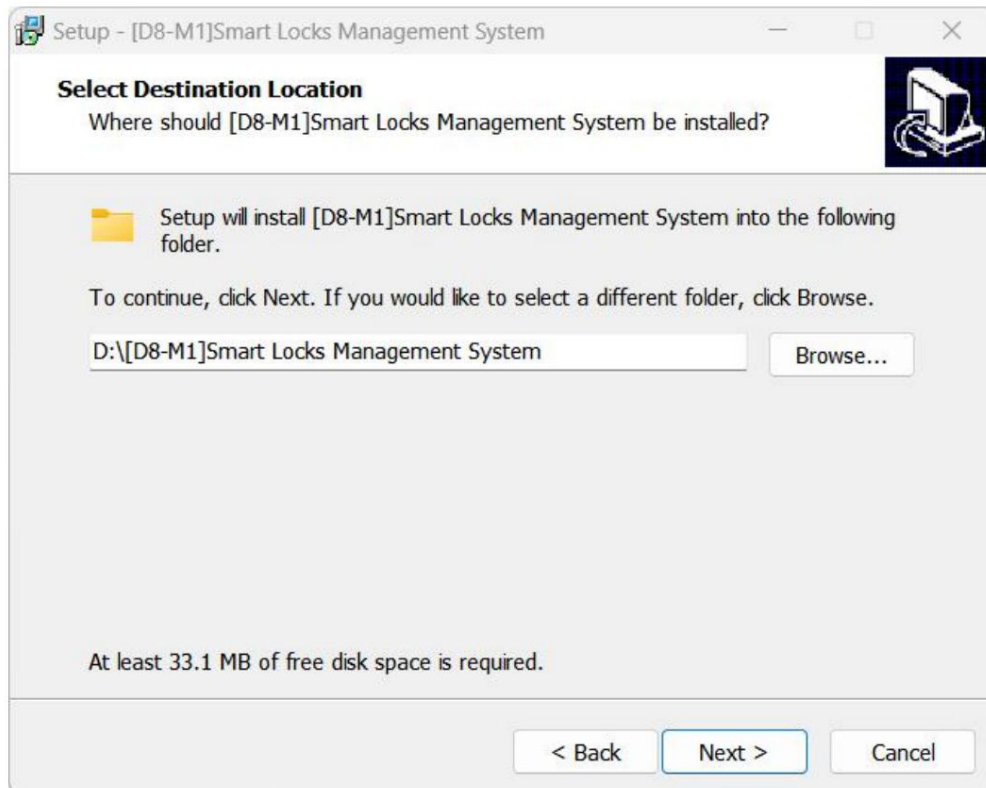 Setup - [D8-M1]Smart Locks Management System
Select Destination Location
Where should [D8-M1]Smart Locks Management System be installed?
Setup will install [D8-M1]Smart Locks Management System into the following
folder.
To continue, click Next. If you would like to select a different folder, click Browse.
D:\[D8-M1]Smart Locks Management System
Browse...
At least 33.1 MB of free disk space is required.
< Back
Next >
Cancel